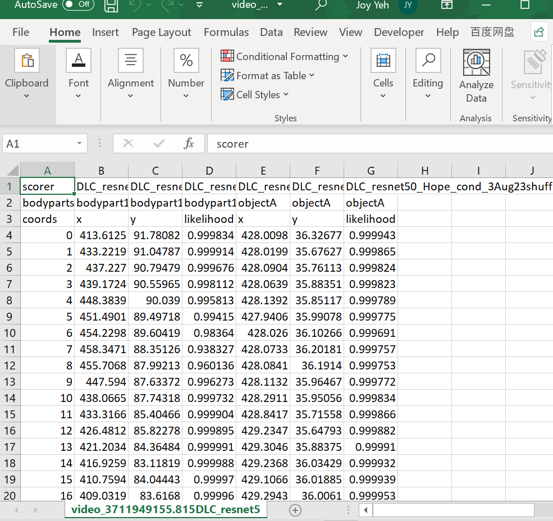 AutoSave Off video_... Joy Yeh JY
File Home Insert Page Layout Formulas Data Review View Developer Help 百度网盘
Clipboard Font Alignment Number Conditional Formatting Format as Table Cell Styles Cells Editing Analyze Data Sensitivity
Styles Analysis Sensitivity
A1 fx scorer
A B C D E F G H I J
1 scorer DLC_resne DLC_resne DLC_resne DLC_resne DLC_resne DLC_resnet50_Hope_cond_3Aug23shuff
2 bodyparts bodypart1 bodypart1 bodypart1 objectA objectA objectA
3 coords x y likelihood x y likelihood
4 0 413.6125 91.78082 0.999834 428.0098 36.32677 0.999943
5 1 433.2219 91.04787 0.999914 428.0199 35.67627 0.999865
6 2 437.227 90.79479 0.999676 428.0904 35.76113 0.999824
7 3 439.1724 90.55965 0.998112 428.0639 35.88351 0.999823
8 4 448.3839 90.039 0.995813 428.1392 35.85117 0.999789
9 5 451.4901 89.49718 0.99415 427.9406 35.99078 0.999775
10 6 454.2298 89.60419 0.98364 428.026 36.10266 0.999691
11 7 458.3471 88.35126 0.938327 428.0733 36.20181 0.999757
12 8 455.7068 87.99213 0.960136 428.0841 36.1914 0.999753
13 9 447.594 87.63372 0.996273 428.1132 35.96467 0.999772
14 10 438.0665 87.74318 0.999732 428.2911 35.95056 0.999834
15 11 433.3166 85.40466 0.999904 428.8417 35.71558 0.999866
16 12 426.4812 85.82278 0.999895 429.2347 35.64793 0.999882
17 13 421.2034 84.36484 0.999991 429.3046 35.88375 0.99991
18 14 416.9259 83.11819 0.999988 429.2368 36.03429 0.999932
19 15 410.7594 84.04443 0.99997 429.1066 36.01885 0.999939
20 16 409.0319 83.6168 0.99996 429.2943 36.0061 0.999953
video_3711949155.815DLC_resnet5